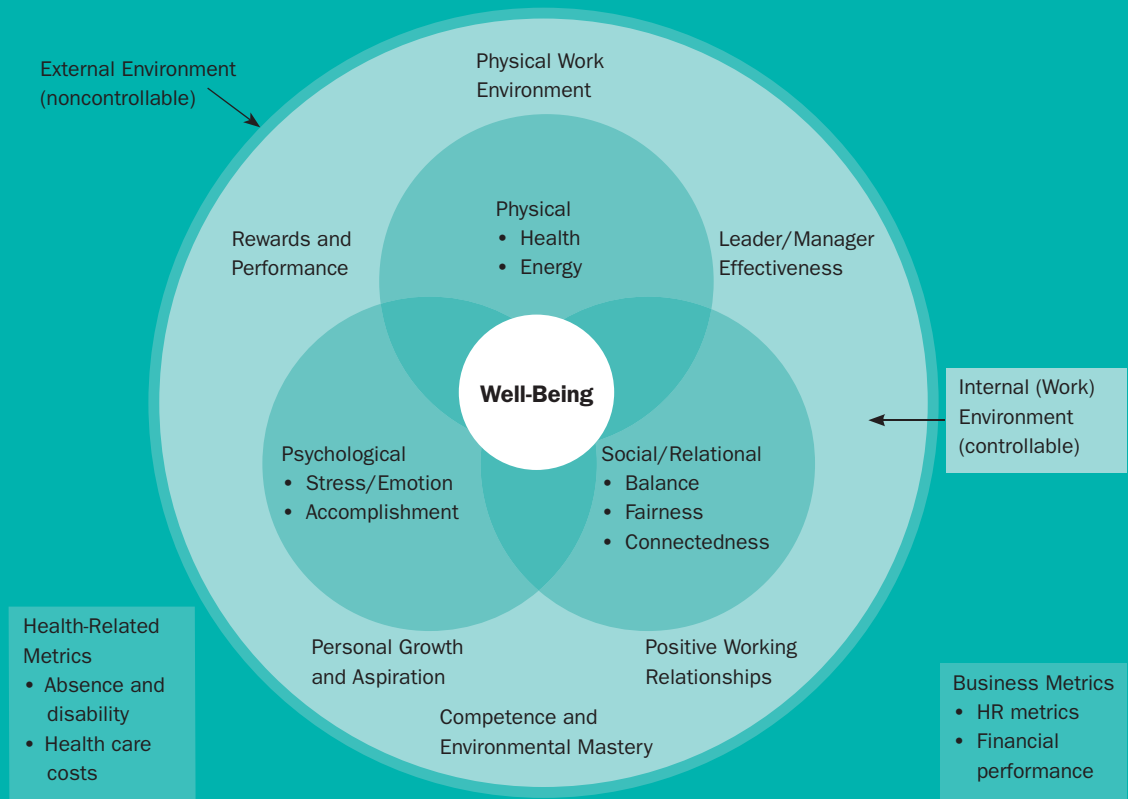 External Environment
(noncontrollable)
Physical Work
Environment
Rewards and
Performance
Physical
• Health
• Energy
Leader/Manager
Effectiveness
Well-Being
Internal (Work)
Environment
(controllable)
Psychological
• Stress/Emotion
• Accomplishment
Social/Relational
• Balance
• Fairness
• Connectedness
Personal Growth
and Aspiration
Positive Working
Relationships
Competence and
Environmental Mastery
Health-Related
Metrics
• Absence and
disability
• Health care
costs
Business Metrics
• HR metrics
• Financial
performance